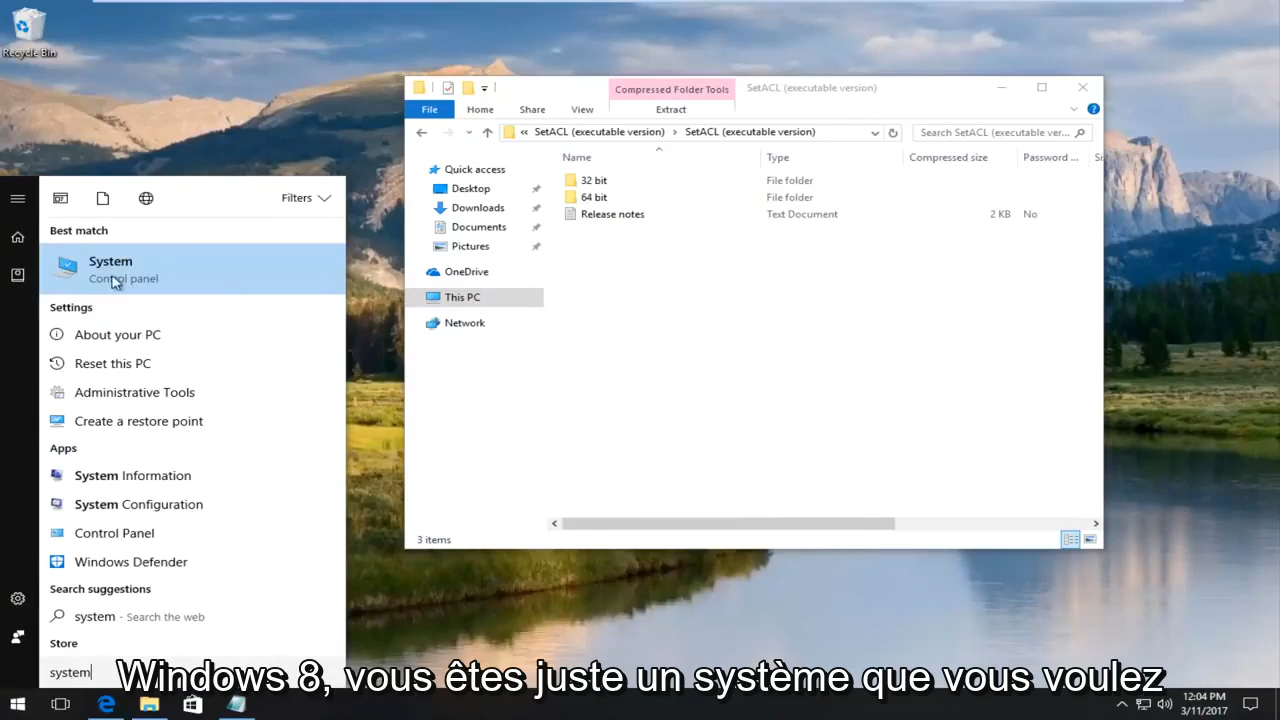 Recycle Bin
Filters
Best match
System
Control panel
Settings
About your PC
Reset this PC
Administrative Tools
Create a restore point
Apps
System Information
System Configuration
Control Panel
Windows Defender
Search suggestions
system - Search the web
Store
system
Compressed Folder Tools
SetACL (executable version)
File
Home
Share
View
Extract
« SetACL (executable version) › SetACL (executable version)
Search SetACL (executable ver...
Name
Type
Compressed size
Password ...
Si
Quick access
Desktop
Downloads
Documents
Pictures
OneDrive
This PC
Network
32 bit File folder
64 bit File folder
Release notes Text Document 2 KB No
3 items
Windows 8, vous êtes juste un système que vous voulez
12:04 PM
3/11/2017